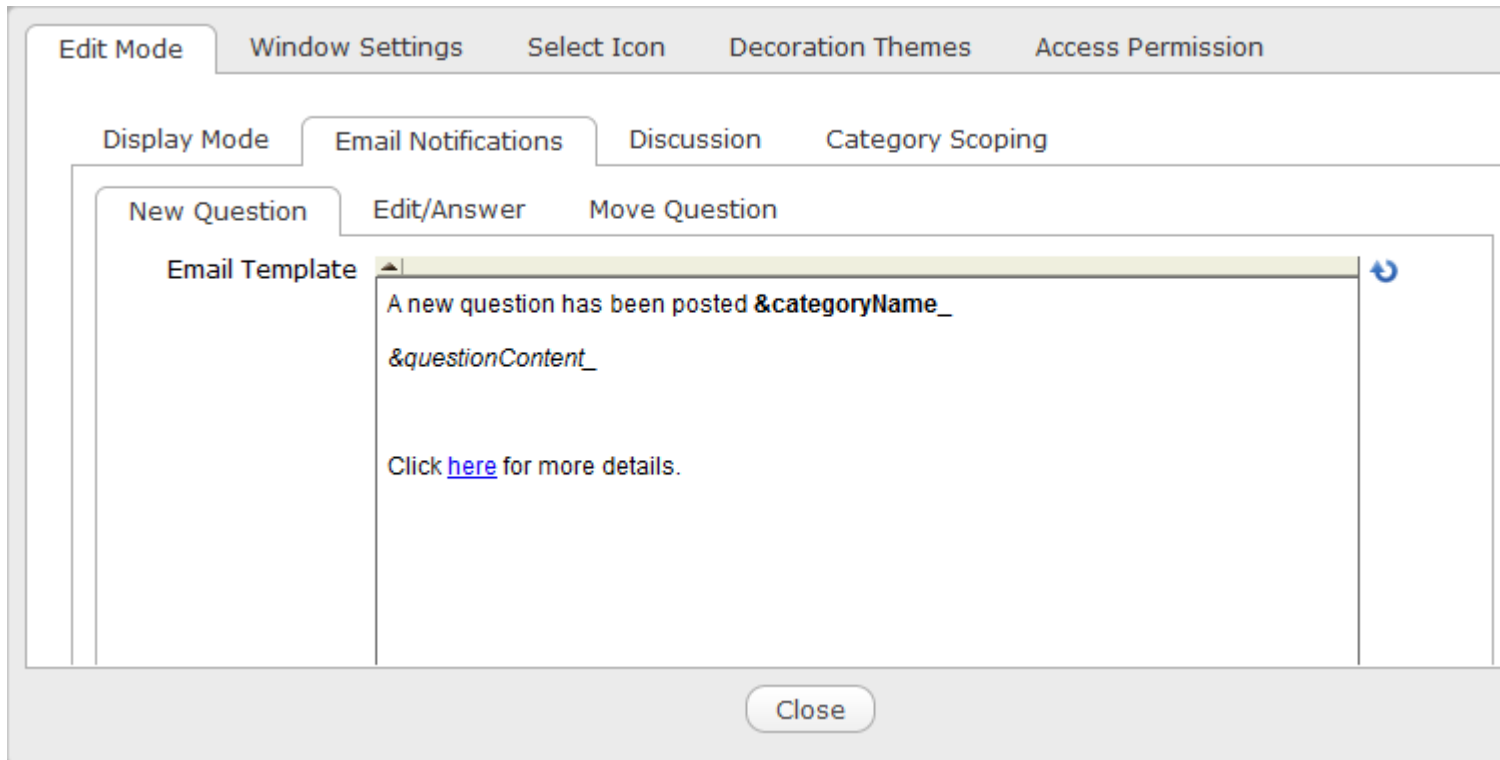 Edit Mode Window Settings Select Icon Decoration Themes Access Permission
Display Mode Email Notifications Discussion Category Scoping
New Question Edit/Answer Move Question
Email Template
A new question has been posted &categoryName_
&questionContent_
Click here for more details.
Close